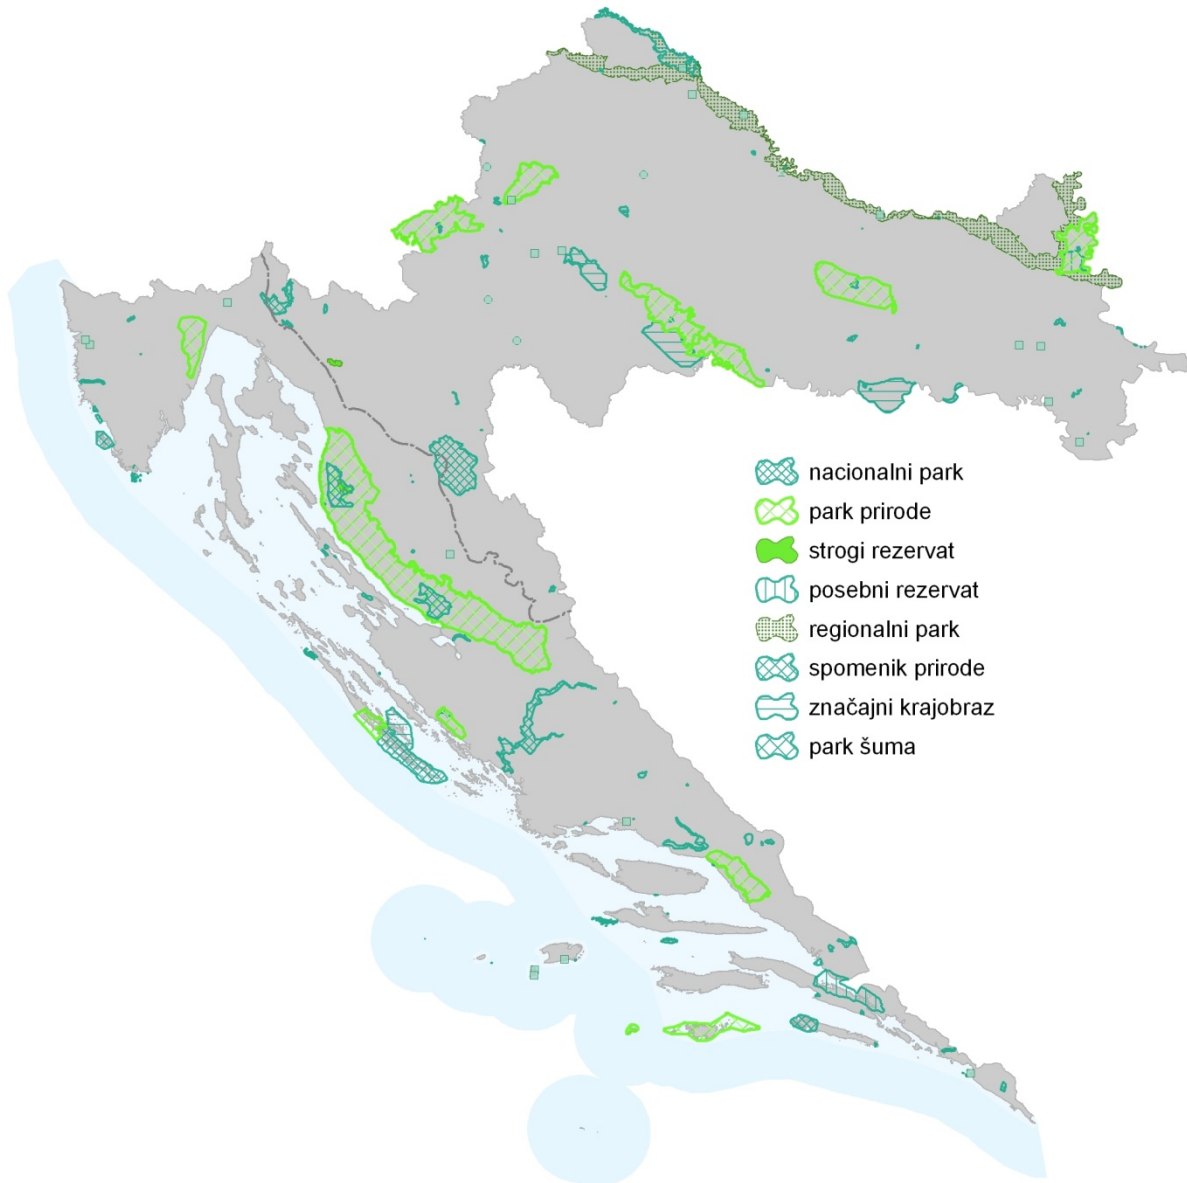 nacionalni park
park prirode
strogi rezervat
posebni rezervat
regionalni park
spomenik prirode
značajni krajobraz
park šuma